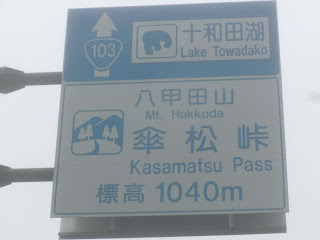 103
十和田湖
Lake Towadako
八甲田山
Mt. Hakkoda
傘松峠
Kasamatsu Pass
標高 1040m